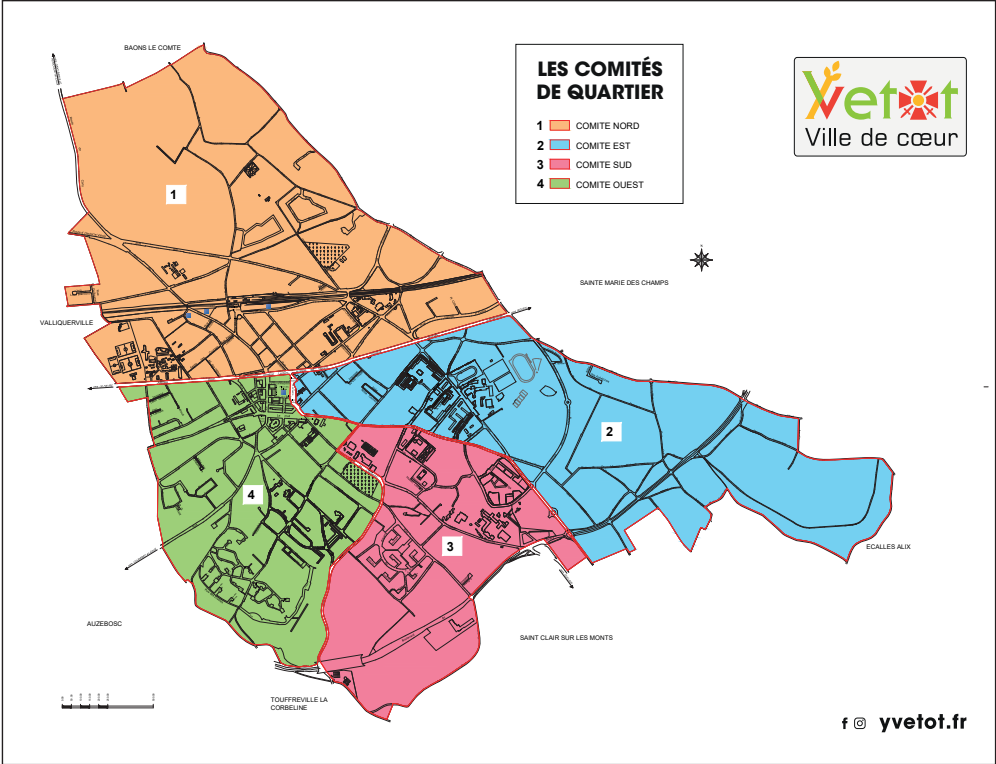 BAONS LE COMTE
LES COMITÉS
DE QUARTIER
1 COMITE NORD
2 COMITE EST
3 COMITE SUD
4 COMITE OUEST
Yvetot
Ville de cœur
1
SAINTE MARIE DES CHAMPS
VALLIQUERVILLE
2
4
3
ECALLES ALIX
AUZEBOSC
SAINT CLAIR SUR LES MONTS
TOUFFREVILLE LA
CORBELINE
yvetot.fr